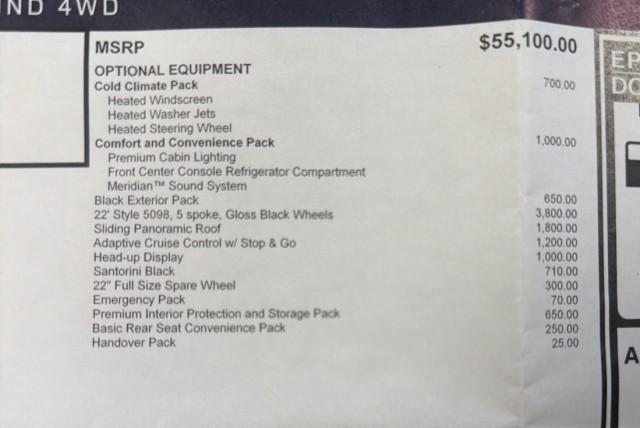 IND 4WD
MSRP $55,100.00
OPTIONAL EQUIPMENT
Cold Climate Pack 700.00
Heated Windscreen
Heated Washer Jets
Heated Steering Wheel
Comfort and Convenience Pack 1,000.00
Premium Cabin Lighting
Front Center Console Refrigerator Compartment
Meridian™ Sound System
Black Exterior Pack 650.00
22' Style 5098, 5 spoke, Gloss Black Wheels 3,800.00
Sliding Panoramic Roof 1,800.00
Adaptive Cruise Control w/ Stop & Go 1,200.00
Head-up Display 1,000.00
Santorini Black 710.00
22" Full Size Spare Wheel 300.00
Emergency Pack 70.00
Premium Interior Protection and Storage Pack 650.00
Basic Rear Seat Convenience Pack 250.00
Handover Pack 25.00
EP
DO
A